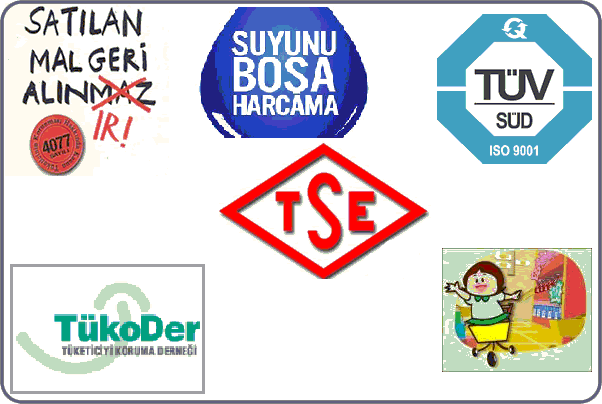 SATILAN
MAL GERİ
ALINMAZ
IR!
4077
SAYILI
SUYUNU
BOŞA
HARCAMA
TÜV
SÜD
ISO 9001
TSE
TükoDer
TÜKETİCİYİ KORUMA DERNEĞİ